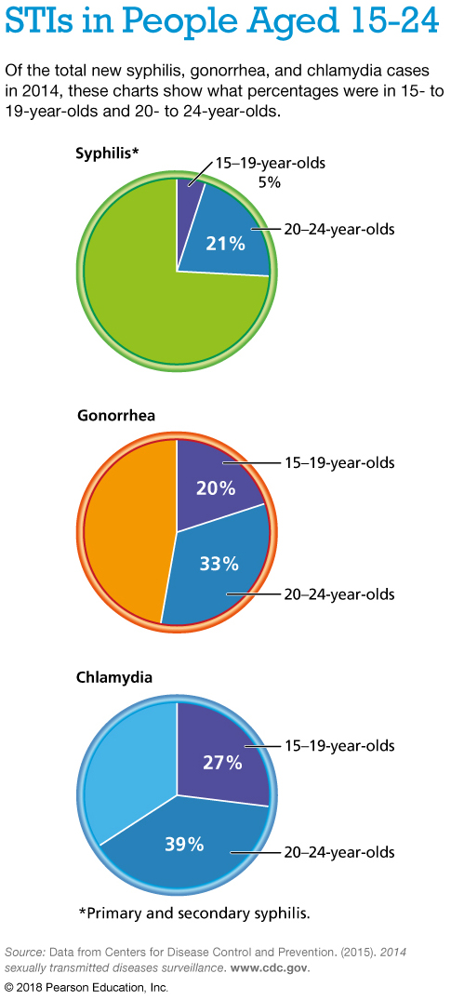 STIs in People Aged 15-24
Of the total new syphilis, gonorrhea, and chlamydia cases
in 2014, these charts show what percentages were in 15- to
19-year-olds and 20- to 24-year-olds.
Syphilis*
15–19-year-olds
5%
20–24-year-olds
21%
Gonorrhea
15–19-year-olds
20%
33%
20–24-year-olds
Chlamydia
15–19-year-olds
27%
39%
20–24-year-olds
*Primary and secondary syphilis.
Source: Data from Centers for Disease Control and Prevention. (2015). 2014
sexually transmitted diseases surveillance. www.cdc.gov.
© 2018 Pearson Education, Inc.